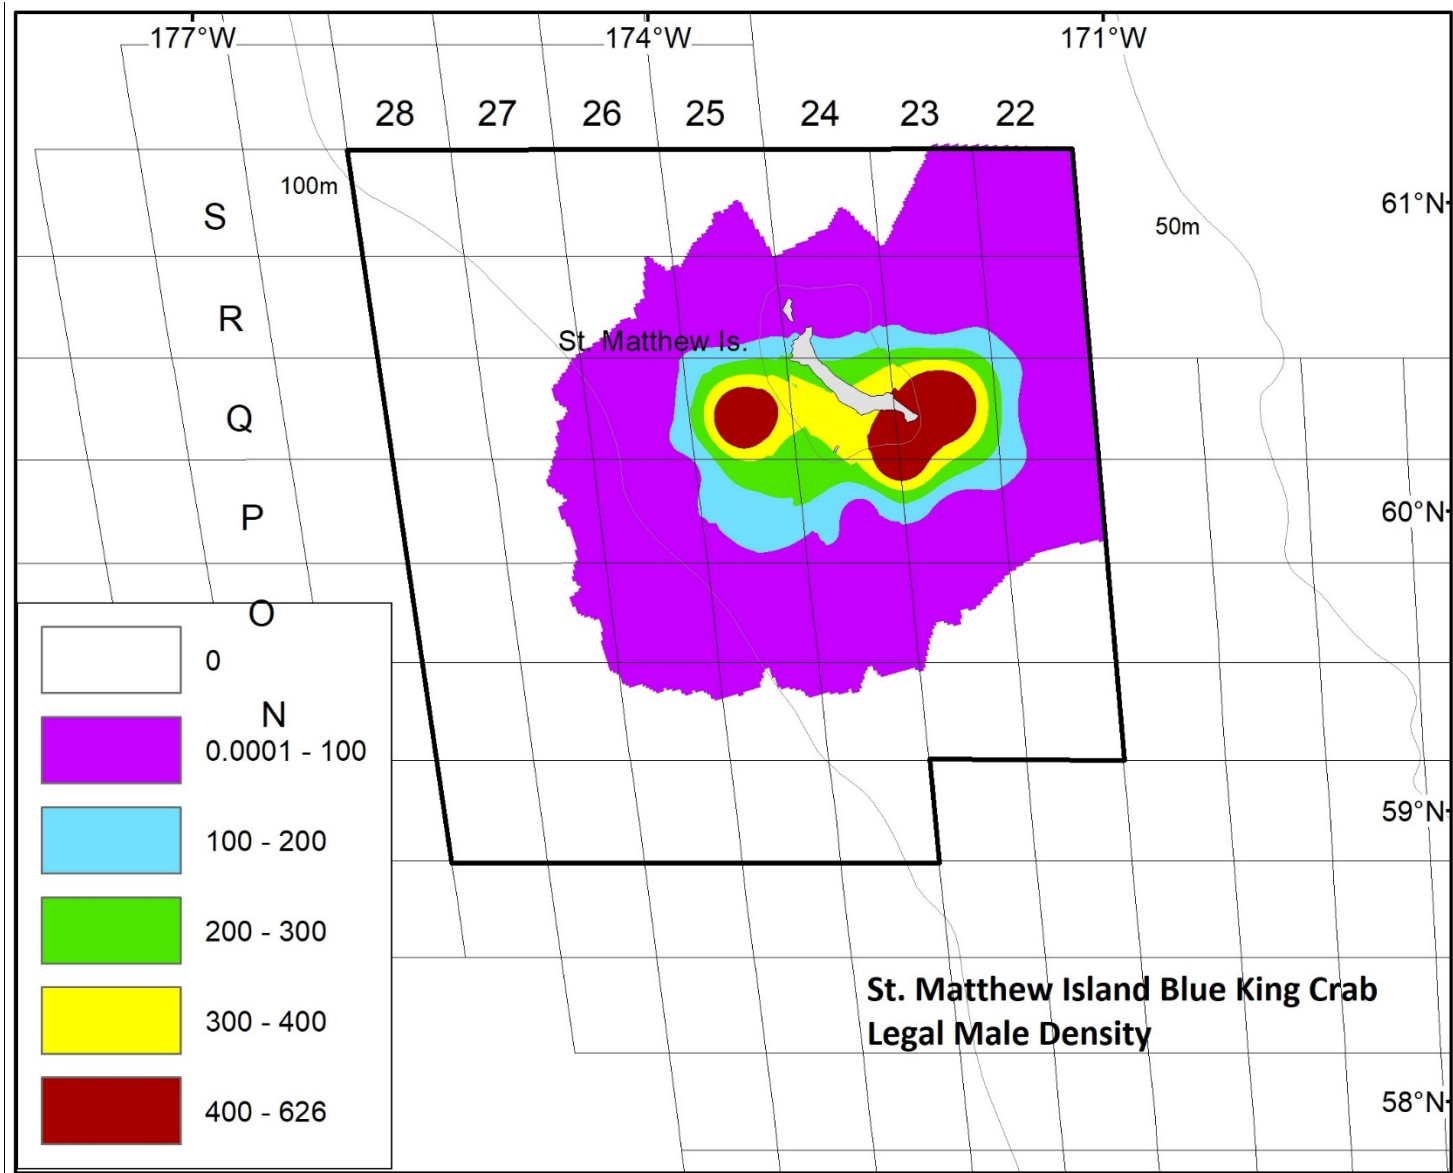 177°W
174°W
171°W
28
27
26
25
24
23
22
100m
S
61°N
50m
R
St. Matthew Is.
Q
P
60°N
O
0
N
0.0001 - 100
59°N
100 - 200
200 - 300
St. Matthew Island Blue King Crab
Legal Male Density
300 - 400
400 - 626
58°N